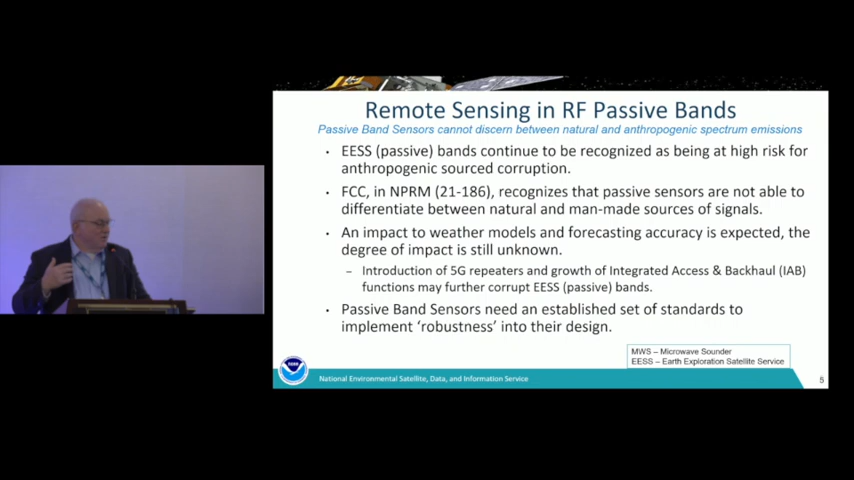 Remote Sensing in RF Passive Bands
Passive Band Sensors cannot discern between natural and anthropogenic spectrum emissions
• EESS (passive) bands continue to be recognized as being at high risk for
anthropogenic sourced corruption.
• FCC, in NPRM (21-186), recognizes that passive sensors are not able to
differentiate between natural and man-made sources of signals.
• An impact to weather models and forecasting accuracy is expected, the
degree of impact is still unknown.
– Introduction of 5G repeaters and growth of Integrated Access & Backhaul (IAB)
functions may further corrupt EESS (passive) bands.
• Passive Band Sensors need an established set of standards to
implement ‘robustness’ into their design.
MWS – Microwave Sounder
EESS – Earth Exploration Satellite Service
National Environmental Satellite, Data, and Information Service
5